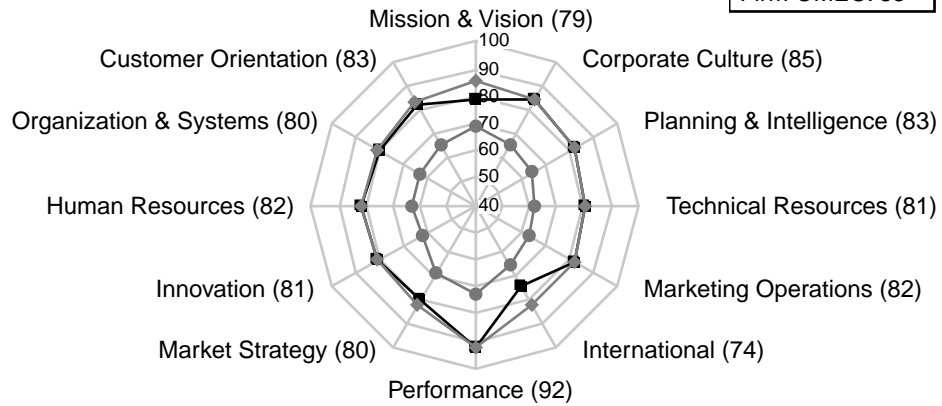 Mission & Vision (79)
Customer Orientation (83)
Corporate Culture (85)
Organization & Systems (80)
Planning & Intelligence (83)
Human Resources (82)
Technical Resources (81)
Innovation (81)
Marketing Operations (82)
Market Strategy (80)
International (74)
Performance (92)
100
90
80
70
60
50
40